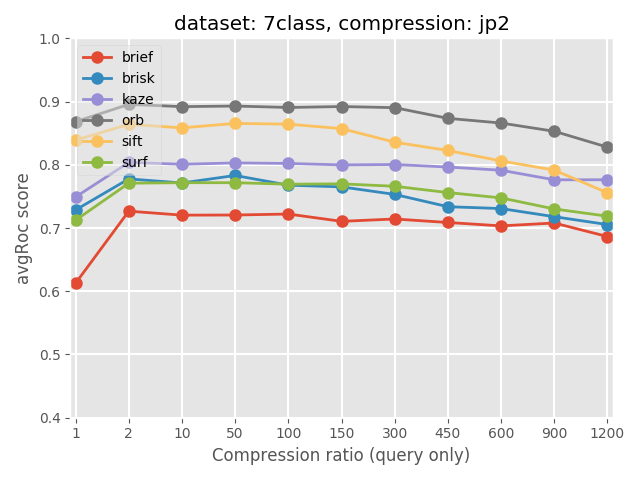 dataset: 7class, compression: jp2
1.0
0.9
0.8
0.7
0.6
0.5
0.4
avgRoc score
brief
brisk
kaze
orb
sift
surf
1 2 10 50 100 150 300 450 600 900 1200
Compression ratio (query only)